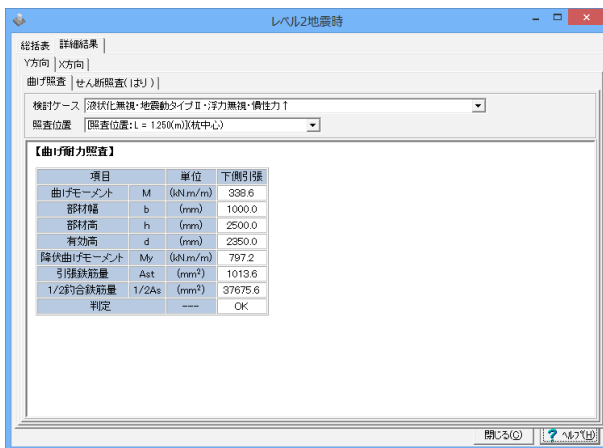 レベル2地震時
総括表 詳細結果
Y方向 X方向
曲げ照査 せん断照査(はり)
検討ケース 液状化無視・地震動タイプⅡ・浮力無視・慣性力↑
照査位置 [照査位置:L = 1.250(m)](杭中心)
【曲げ耐力照査】
項目 単位 下側引張
曲げモーメント M (kN.m/m) 338.6
部材幅 b (mm) 1000.0
部材高 h (mm) 2500.0
有効高 d (mm) 2350.0
降伏曲げモーメント My (kN.m/m) 797.2
引張鉄筋量 Ast (mm²) 1013.6
1/2釣合鉄筋量 1/2As (mm²) 37675.6
判定 --- OK
閉じる(C) ? ヘルプ(H)